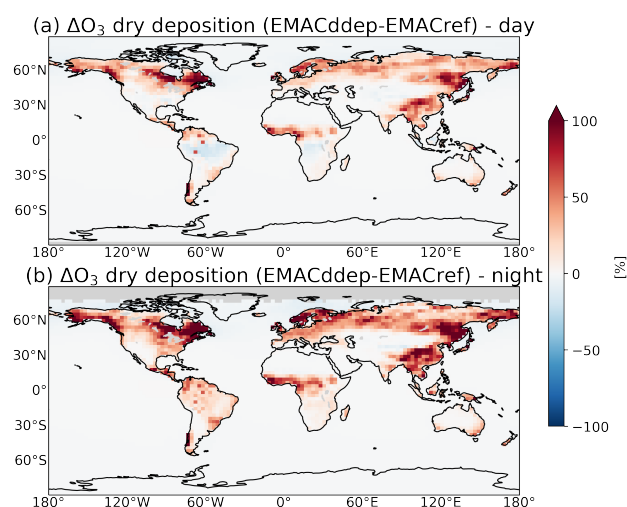 (a) ΔO₃ dry deposition (EMACddep-EMACref) - day
60°N
30°N
0°
30°S
60°S
180° 120°W 60°W 0° 60°E 120°E 180°
(b) ΔO₃ dry deposition (EMACddep-EMACref) - night
60°N
30°N
0°
30°S
60°S
180° 120°W 60°W 0° 60°E 120°E 180°
100
50
0
−50
−100
[%]